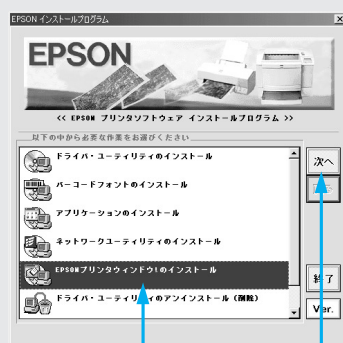 EPSON インストールプログラム
EPSON
<< EPSON プリンタソフトウェア インストールプログラム >>
以下の中から必要な作業をお選びください
ドライバ・ユーティリティのインストール
バーコードフォントのインストール
アプリケーションのインストール
ネットワークユーティリティのインストール
EPSONプリンタウィンドウ!のインストール
ドライバ・ユーティリティのアンインストール（削除）
次へ
終了
Ver.